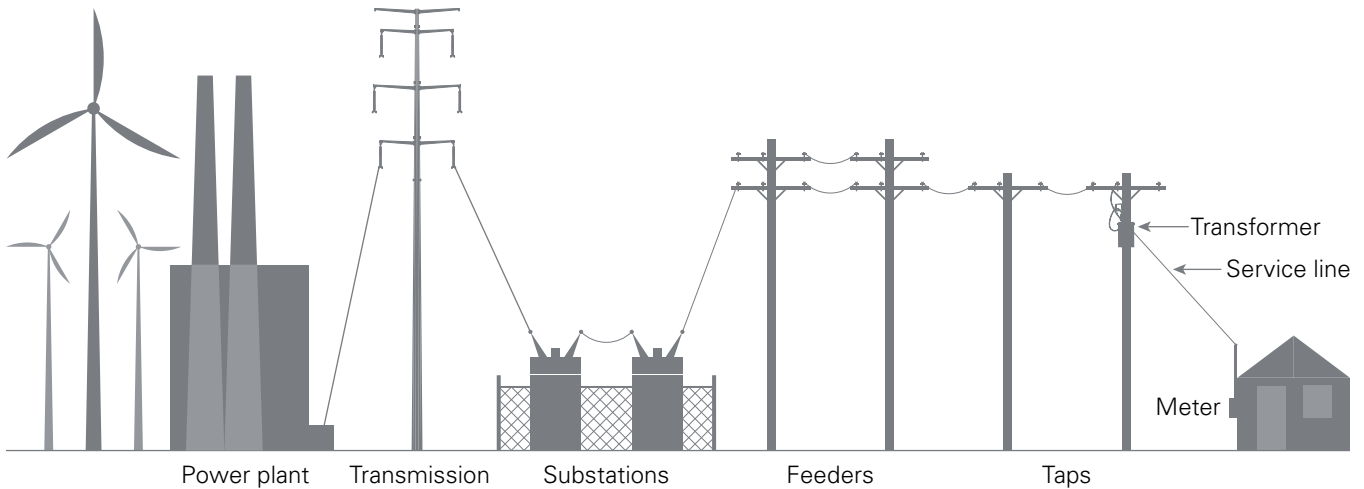 Transformer
Service line
Meter
Power plant
Transmission
Substations
Feeders
Taps